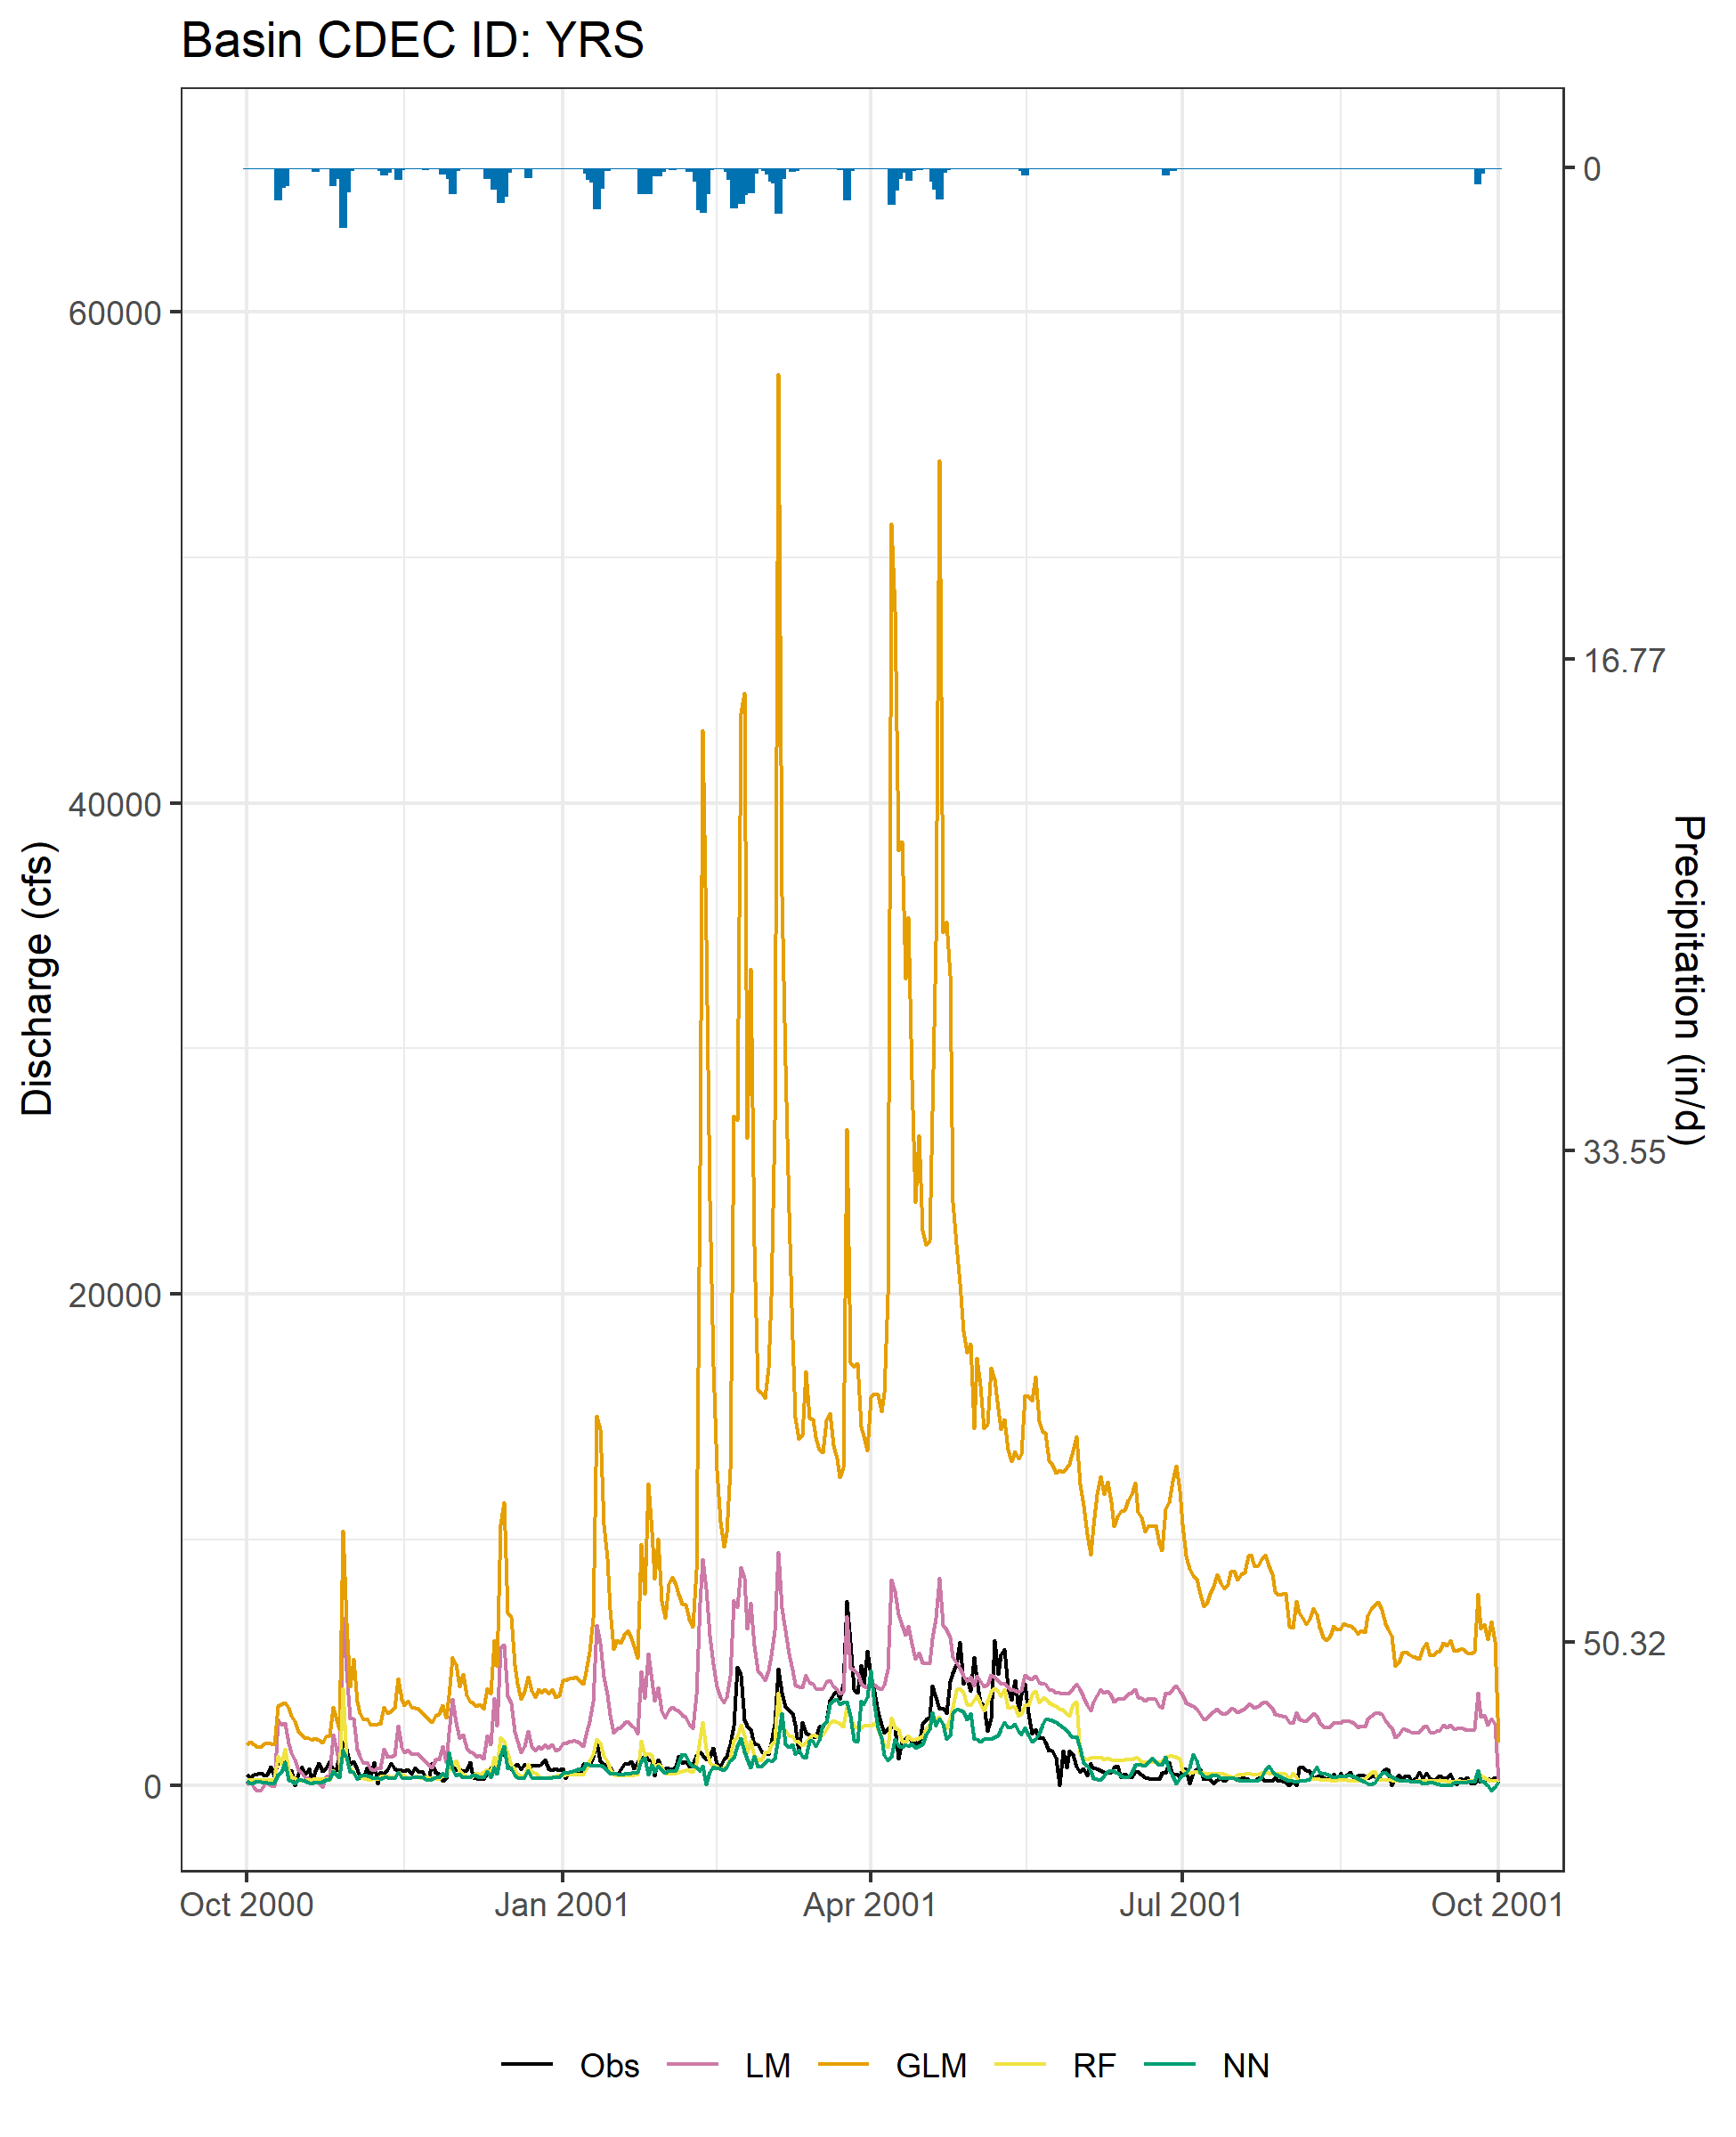 Basin CDEC ID: YRS
0
60000
16.77
40000
Discharge (cfs)
Precipitation (in/d)
33.55
20000
50.32
0
Oct 2000 Jan 2001 Apr 2001 Jul 2001 Oct 2001
Obs LM GLM RF NN